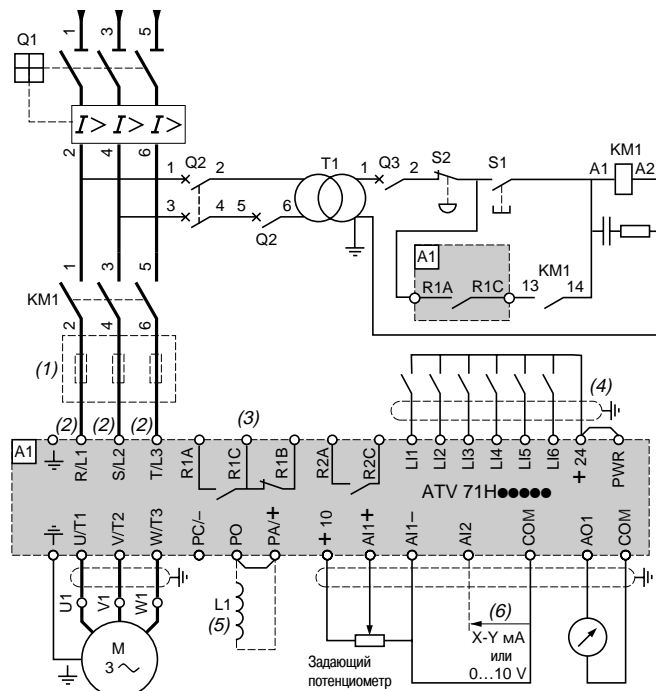 1 3 5
Q1
I> I> I>
2 4 6
1 Q2 2
T1
1 Q3 2
S2
S1
KM1
A1 A2
3 4 5 6
Q2
A1
R1A R1C
13 KM1 14
1 3 5
KM1
2 4 6
(1)
(2) (2) (2)
(3)
(4)
A1
R/L1
S/L2
T/L3
R1A
R1C
R1B
R2A
R2C
LI1
LI2
LI3
LI4
LI5
LI6
+ 24
PWR
ATV 71H●●●●●
U/T1
V/T2
W/T3
PC/–
PO
PA/+
+ 10
AI1+
AI1–
AI2
COM
AO1
COM
U1
V1
W1
L1
(5)
(6)
X-Y мА
или
0…10 V
M
3 ~
Задающий
потенциометр